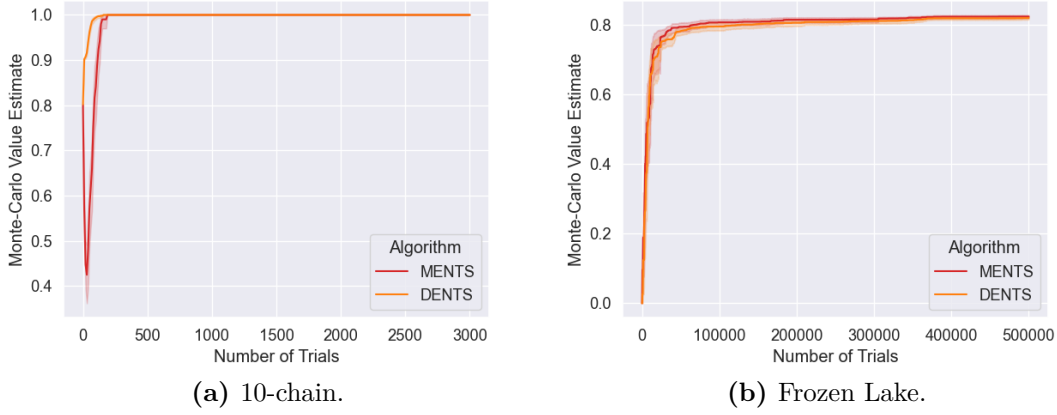 Monte-Carlo Value Estimate
1.0
0.9
0.8
0.7
0.6
0.5
0.4
0
500
1000
1500
2000
2500
3000
Number of Trials
Algorithm
MENTS
DENTS
(a) 10-chain.
Monte-Carlo Value Estimate
0.8
0.6
0.4
0.2
0.0
0
100000
200000
300000
400000
500000
Number of Trials
Algorithm
MENTS
DENTS
(b) Frozen Lake.